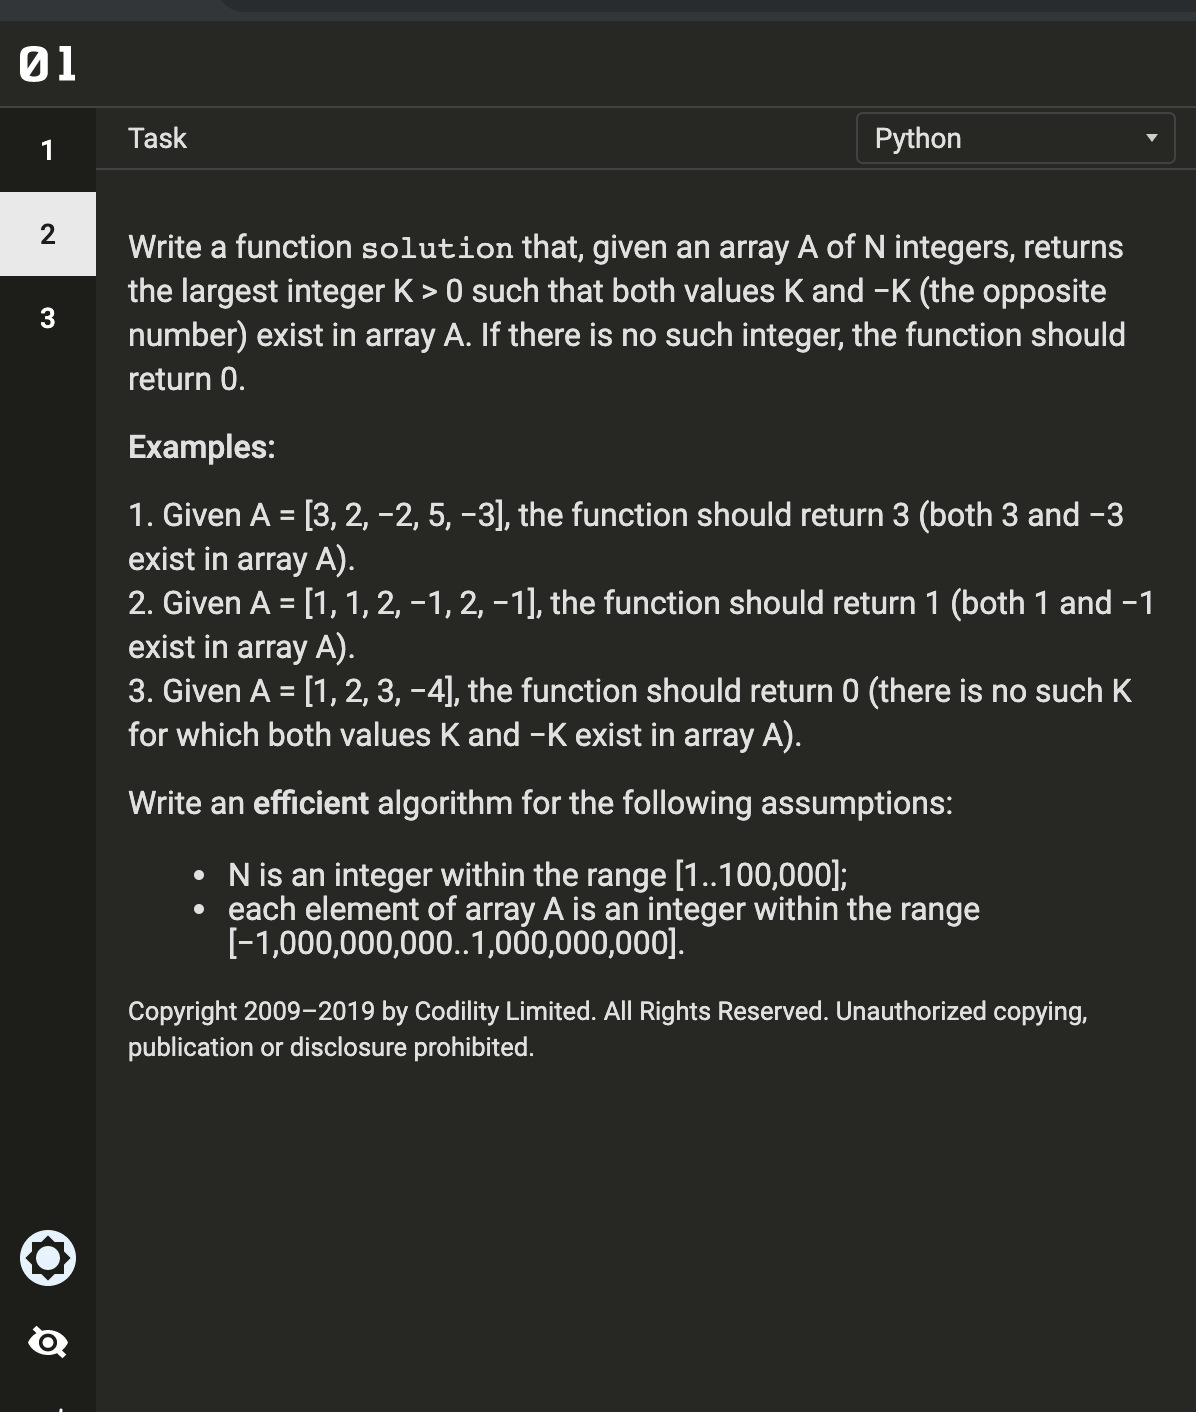 01
1
Task
Python
2
3
Write a function solution that, given an array A of N integers, returns
the largest integer K > 0 such that both values K and −K (the opposite
number) exist in array A. If there is no such integer, the function should
return 0.
Examples:
1. Given A = [3, 2, −2, 5, −3], the function should return 3 (both 3 and −3
exist in array A).
2. Given A = [1, 1, 2, −1, 2, −1], the function should return 1 (both 1 and −1
exist in array A).
3. Given A = [1, 2, 3, −4], the function should return 0 (there is no such K
for which both values K and −K exist in array A).
Write an efficient algorithm for the following assumptions:
• N is an integer within the range [1..100,000];
• each element of array A is an integer within the range
[−1,000,000,000..1,000,000,000].
Copyright 2009–2019 by Codility Limited. All Rights Reserved. Unauthorized copying,
publication or disclosure prohibited.